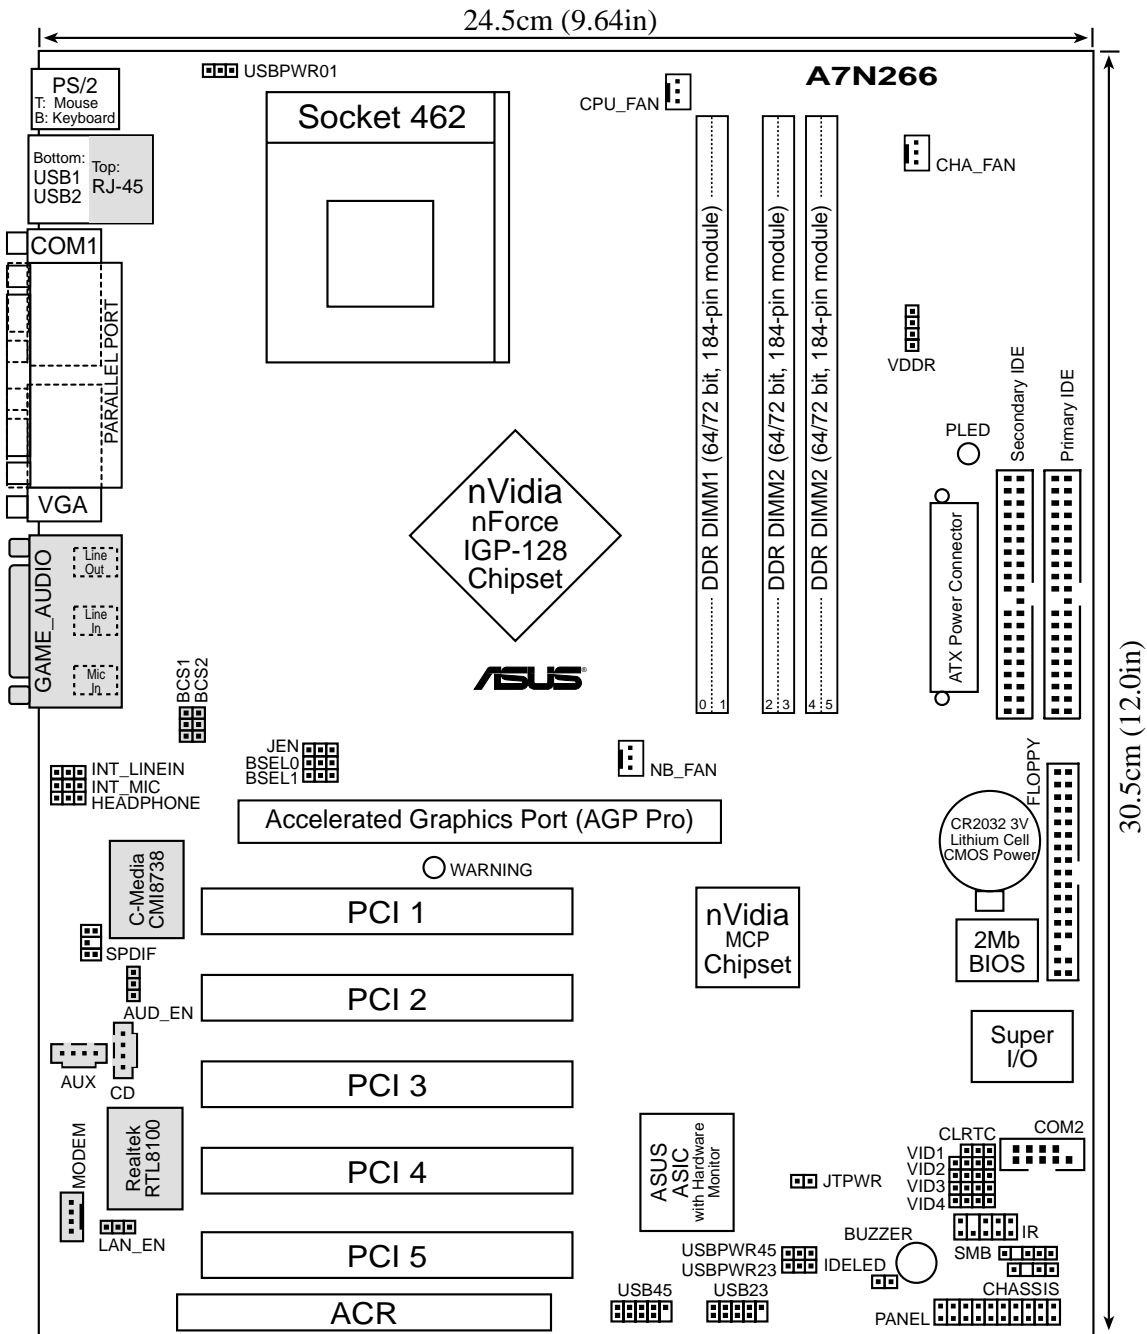 24.5cm (9.64in)
A7N266
PS/2
T: Mouse
B: Keyboard
USBPWR01
Socket 462
CPU_FAN
CHA_FAN
Bottom:
USB1
USB2
Top:
RJ-45
COM1
PARALLEL PORT
VGA
DDR DIMM1 (64/72 bit, 184-pin module)
DDR DIMM2 (64/72 bit, 184-pin module)
DDR DIMM2 (64/72 bit, 184-pin module)
0 1
2 3
4 5
VDDR
Secondary IDE
Primary IDE
PLED
ATX Power Connector
nVidia
nForce
IGP-128
Chipset
GAME_AUDIO
Line
Out
Line
In
Mic
In
ASUS®
BCS1
BCS2
30.5cm (12.0in)
JEN
BSEL0
BSEL1
NB_FAN
INT_LINEIN
INT_MIC
HEADPHONE
FLOPPY
Accelerated Graphics Port (AGP Pro)
CR2032 3V
Lithium Cell
CMOS Power
WARNING
C-Media
CMI8738
PCI 1
nVidia
MCP
Chipset
2Mb
BIOS
SPDIF
PCI 2
AUD_EN
Super
I/O
AUX
CD
PCI 3
MODEM
Realtek
RTL8100
PCI 4
ASUS
ASIC
with Hardware
Monitor
JTPWR
CLRTC
VID1
VID2
VID3
VID4
COM2
LAN_EN
PCI 5
USBPWR45
USBPWR23
BUZZER
IDELED
IR
SMB
CHASSIS
USB45
USB23
PANEL
ACR